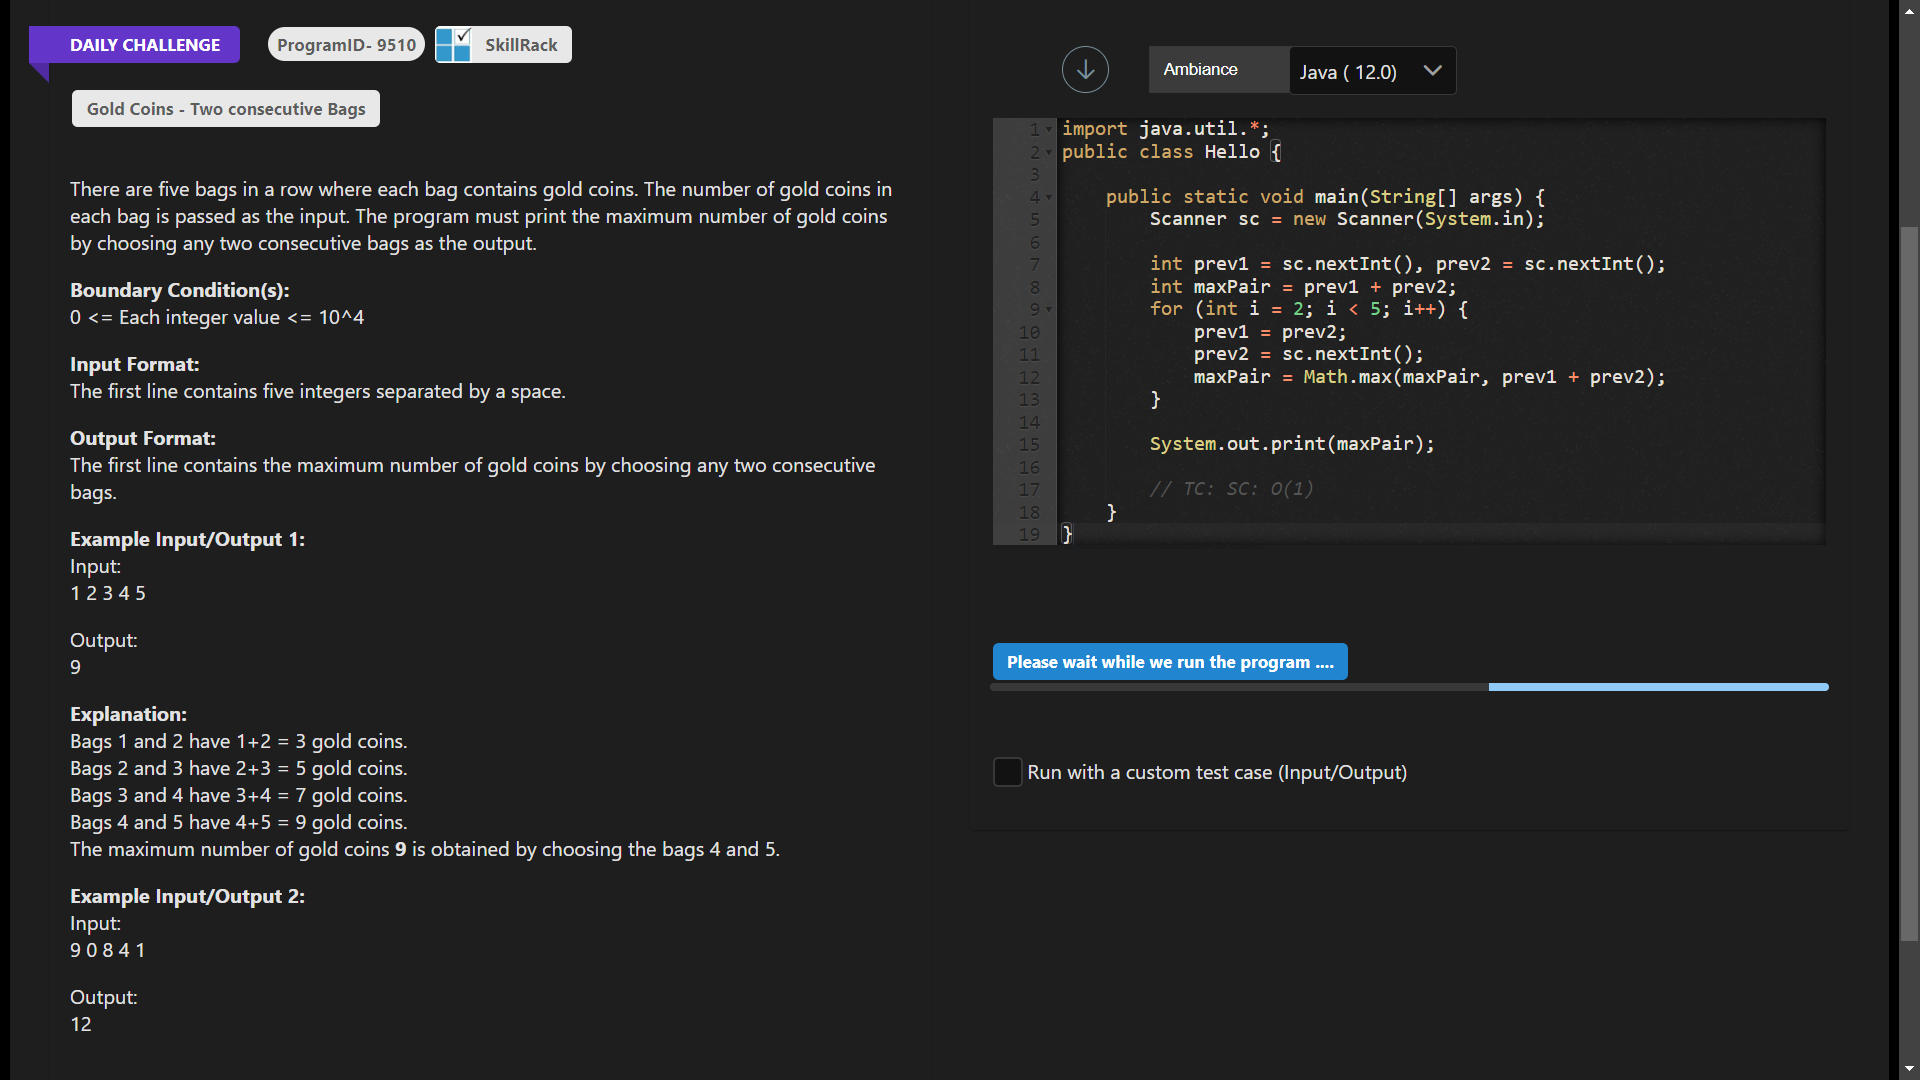 DAILY CHALLENGE
ProgramID- 9510
SkillRack
Gold Coins - Two consecutive Bags
There are five bags in a row where each bag contains gold coins. The number of gold coins in
each bag is passed as the input. The program must print the maximum number of gold coins
by choosing any two consecutive bags as the output.
Boundary Condition(s):
0 <= Each integer value <= 10^4
Input Format:
The first line contains five integers separated by a space.
Output Format:
The first line contains the maximum number of gold coins by choosing any two consecutive
bags.
Example Input/Output 1:
Input:
1 2 3 4 5
Output:
9
Explanation:
Bags 1 and 2 have 1+2 = 3 gold coins.
Bags 2 and 3 have 2+3 = 5 gold coins.
Bags 3 and 4 have 3+4 = 7 gold coins.
Bags 4 and 5 have 4+5 = 9 gold coins.
The maximum number of gold coins 9 is obtained by choosing the bags 4 and 5.
Example Input/Output 2:
Input:
9 0 8 4 1
Output:
12
Ambiance
Java ( 12.0)
1 import java.util.*;
2 public class Hello {
3
4     public static void main(String[] args) {
5         Scanner sc = new Scanner(System.in);
6
7         int prev1 = sc.nextInt(), prev2 = sc.nextInt();
8         int maxPair = prev1 + prev2;
9         for (int i = 2; i < 5; i++) {
10             prev1 = prev2;
11             prev2 = sc.nextInt();
12             maxPair = Math.max(maxPair, prev1 + prev2);
13         }
14
15         System.out.print(maxPair);
16
17         // TC: SC: O(1)
18     }
19 }
Please wait while we run the program ....
Run with a custom test case (Input/Output)